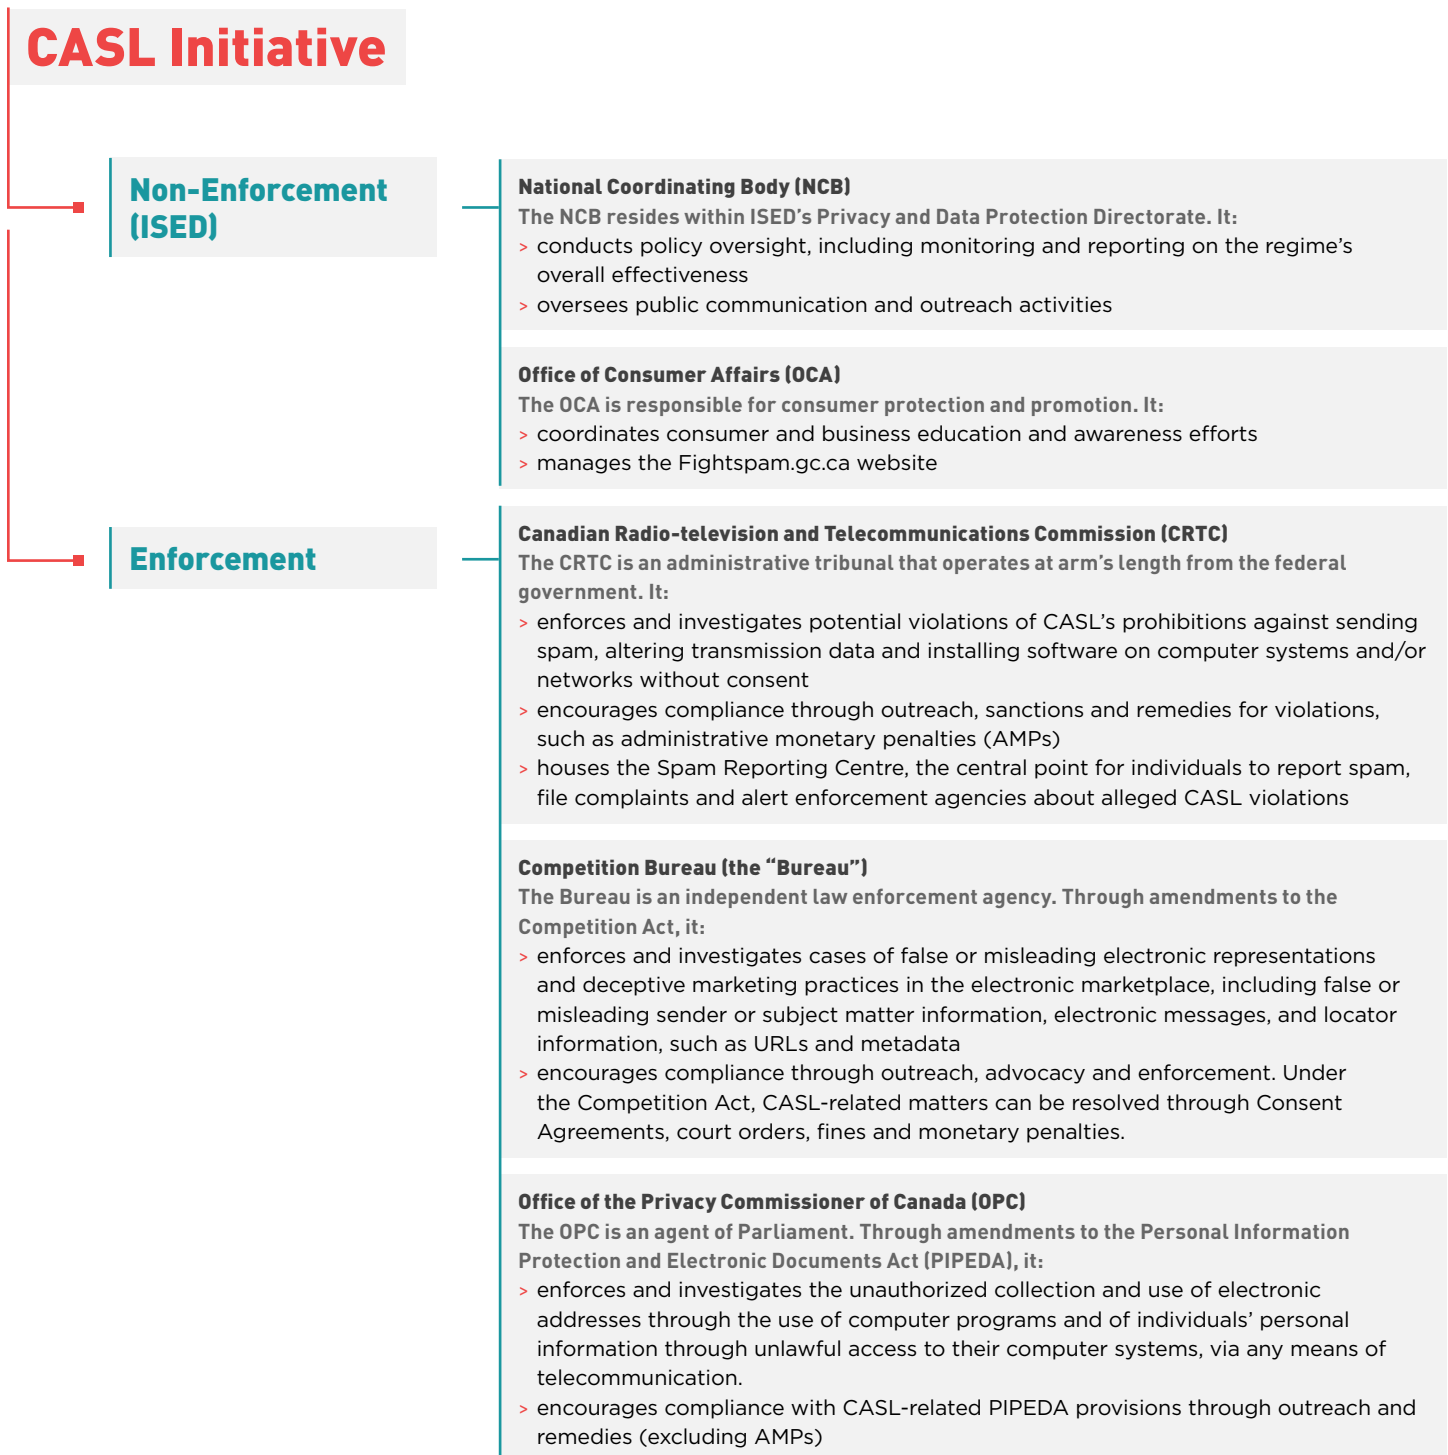 CASL Initiative
Non-Enforcement
(ISED)
National Coordinating Body (NCB)
The NCB resides within ISED’s Privacy and Data Protection Directorate. It:
> conducts policy oversight, including monitoring and reporting on the regime’s
overall effectiveness
> oversees public communication and outreach activities
Office of Consumer Affairs (OCA)
The OCA is responsible for consumer protection and promotion. It:
> coordinates consumer and business education and awareness efforts
> manages the Fightspam.gc.ca website
Enforcement
Canadian Radio-television and Telecommunications Commission (CRTC)
The CRTC is an administrative tribunal that operates at arm’s length from the federal
government. It:
> enforces and investigates potential violations of CASL’s prohibitions against sending
spam, altering transmission data and installing software on computer systems and/or
networks without consent
> encourages compliance through outreach, sanctions and remedies for violations,
such as administrative monetary penalties (AMPs)
> houses the Spam Reporting Centre, the central point for individuals to report spam,
file complaints and alert enforcement agencies about alleged CASL violations
Competition Bureau (the “Bureau”)
The Bureau is an independent law enforcement agency. Through amendments to the
Competition Act, it:
> enforces and investigates cases of false or misleading electronic representations
and deceptive marketing practices in the electronic marketplace, including false or
misleading sender or subject matter information, electronic messages, and locator
information, such as URLs and metadata
> encourages compliance through outreach, advocacy and enforcement. Under
the Competition Act, CASL-related matters can be resolved through Consent
Agreements, court orders, fines and monetary penalties.
Office of the Privacy Commissioner of Canada (OPC)
The OPC is an agent of Parliament. Through amendments to the Personal Information
Protection and Electronic Documents Act (PIPEDA), it:
> enforces and investigates the unauthorized collection and use of electronic
addresses through the use of computer programs and of individuals’ personal
information through unlawful access to their computer systems, via any means of
telecommunication.
> encourages compliance with CASL-related PIPEDA provisions through outreach and
remedies (excluding AMPs)